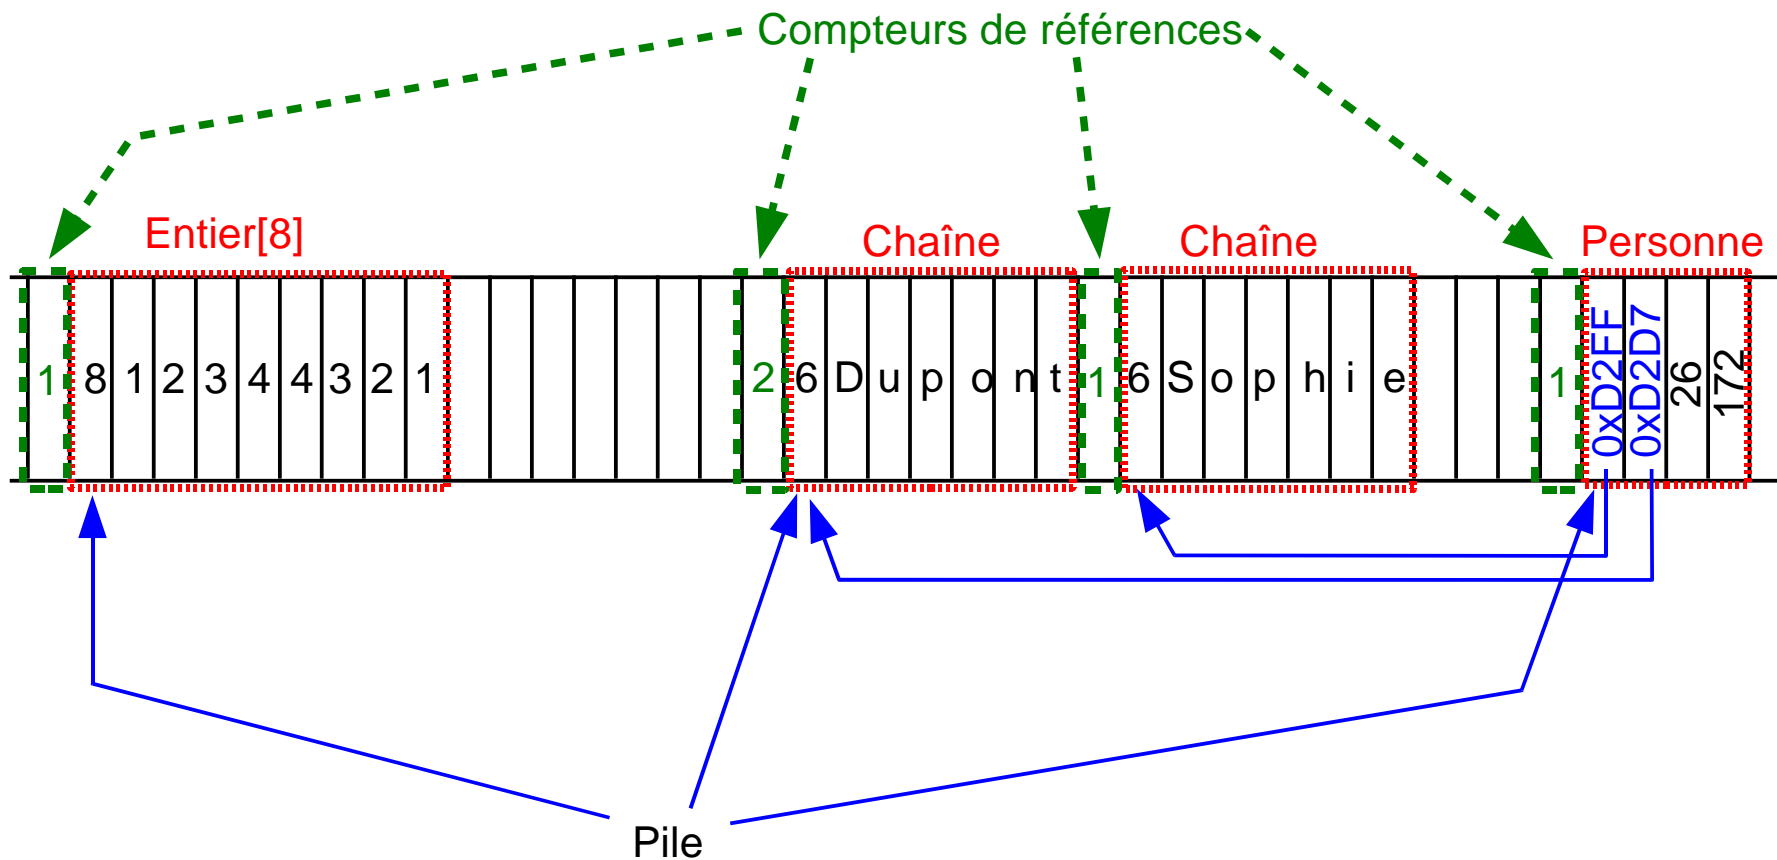 Compteurs de références
Entier[8]
Chaîne
Chaîne
Personne
1 8 1 2 3 4 4 3 2 1 2 6 D u p o n t 1 6 S o p h i e 1 0xD2FF 0xD2D7 26 172
Pile